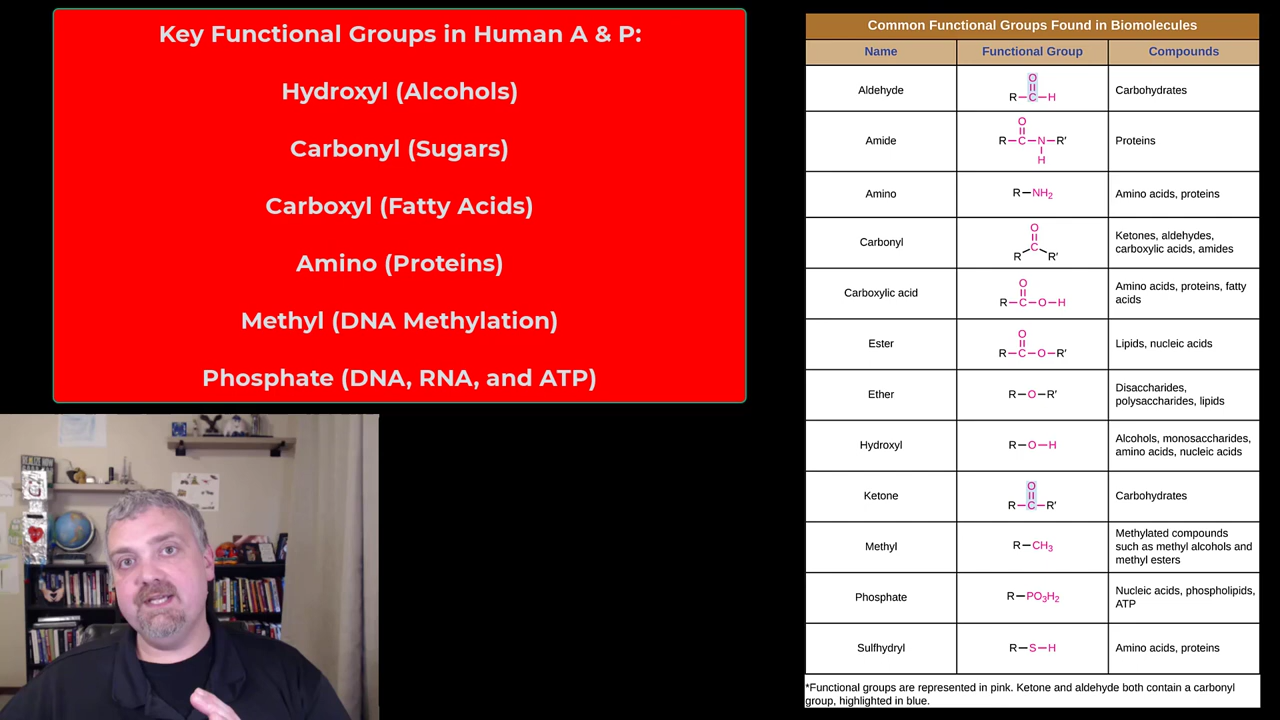 Key Functional Groups in Human A & P:
Hydroxyl (Alcohols)
Carbonyl (Sugars)
Carboxyl (Fatty Acids)
Amino (Proteins)
Methyl (DNA Methylation)
Phosphate (DNA, RNA, and ATP)
Common Functional Groups Found in Biomolecules
Name Functional Group Compounds
O
Aldehyde R—C—H Carbohydrates
O
Amide R—C—N—R′ Proteins
H
Amino R—NH₂ Amino acids, proteins
O
Carbonyl C Ketones, aldehydes,
R R′ carboxylic acids, amides
O
Carboxylic acid R—C—O—H Amino acids, proteins, fatty
acids
O
Ester R—C—O—R′ Lipids, nucleic acids
Ether R—O—R′ Disaccharides,
polysaccharides, lipids
Hydroxyl R—O—H Alcohols, monosaccharides,
amino acids, nucleic acids
O
Ketone R—C—R′ Carbohydrates
Methyl R—CH₃ Methylated compounds
such as methyl alcohols and
methyl esters
Phosphate R—PO₃H₂ Nucleic acids, phospholipids,
ATP
Sulfhydryl R—S—H Amino acids, proteins
*Functional groups are represented in pink. Ketone and aldehyde both contain a carbonyl
group, highlighted in blue.